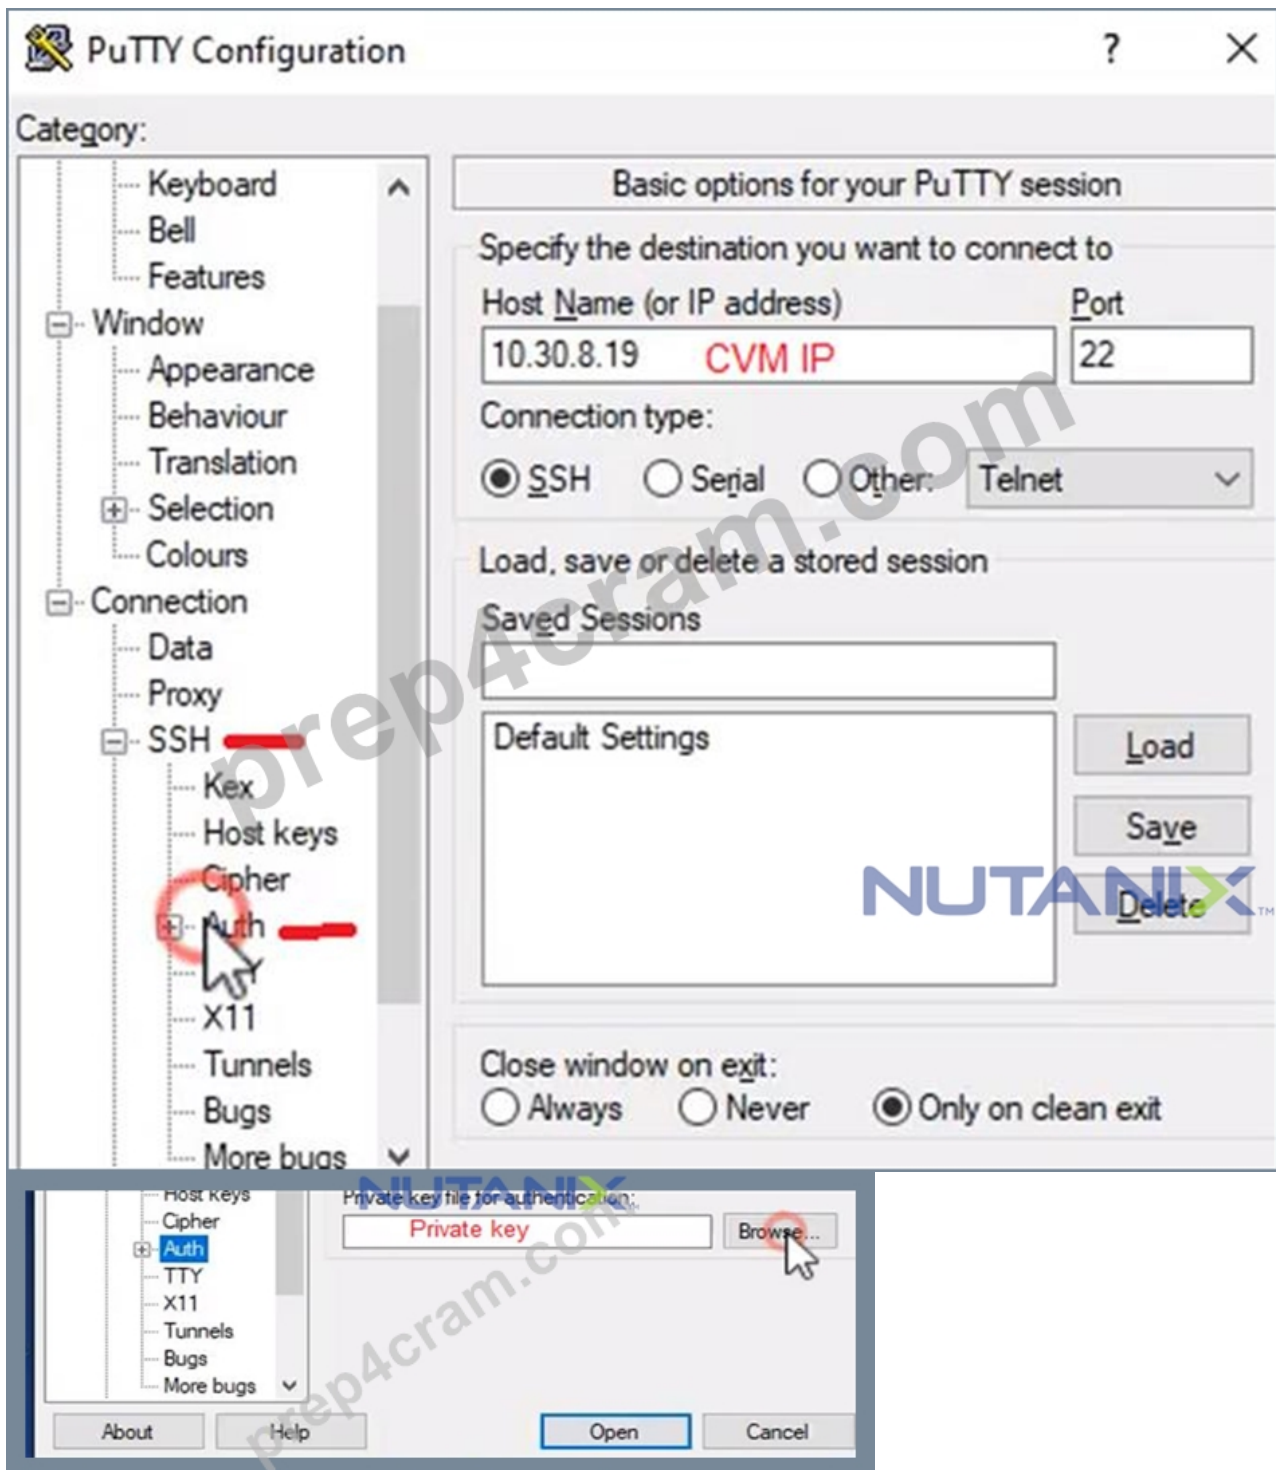 PuTTY Configuration ?
Category:
Keyboard
Bell
Features
Window
Appearance
Behaviour
Translation
Selection
Colours
Connection
Data
Proxy
SSH
Kex
Host keys
Cipher
Auth
X11
Tunnels
Bugs
More bugs
Basic options for your PuTTY session
Specify the destination you want to connect to
Host Name (or IP address) Port
10.30.8.19 CVM IP 22
Connection type:
SSH Serial Other: Telnet
Load, save or delete a stored session
Saved Sessions
Default Settings
Load
Save
Delete
NUTANIX™
Close window on exit:
Always Never Only on clean exit
prep4cram.com
Host Keys
Cipher
Auth
TTY
X11
Tunnels
Bugs
More bugs
Private key file for authentication:
NUTANIX
Private key Browse...
About Help Open Cancel
prep4cram.com